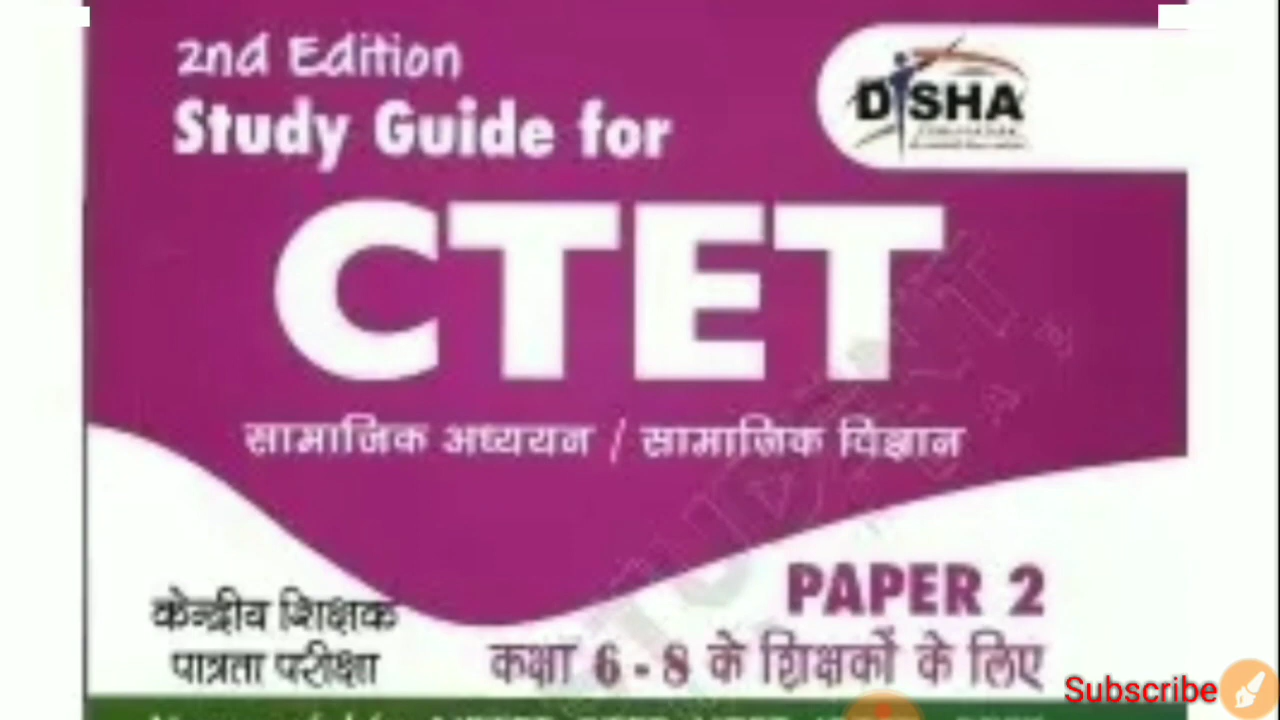 2nd Edition
DISHA
Study Guide for
CTET
सामाजिक अध्ययन / सामाजिक विज्ञान
PAPER 2
केन्द्रीय शिक्षक
पात्रता परीक्षा
कक्षा 6 - 8 के शिक्षकों के लिए
Subscribe